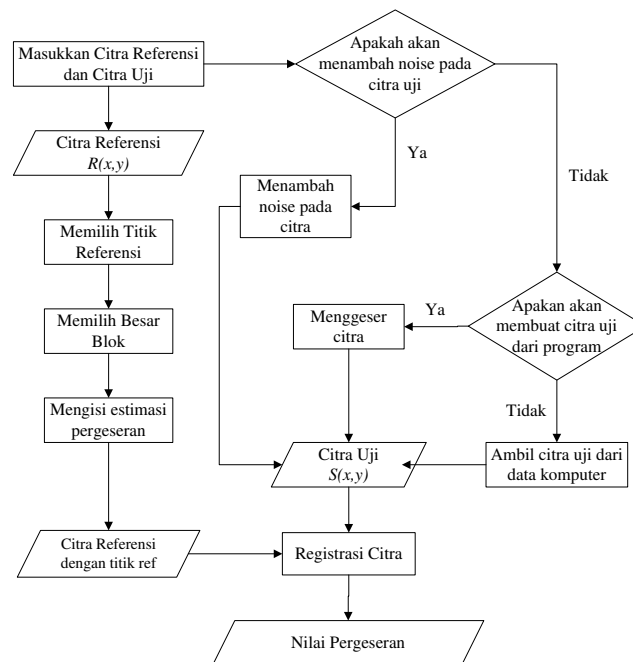 Masukkan Citra Referensi
dan Citra Uji
Apakah akan
menambah noise pada
citra uji
Citra Referensi
R(x,y)
Ya
Tidak
Menambah
noise pada
citra
Memilih Titik
Referensi
Memilih Besar
Blok
Menggeser
citra
Ya
Apakan akan
membuat citra uji
dari program
Mengisi estimasi
pergeseran
Tidak
Citra Uji
S(x,y)
Ambil citra uji dari
data komputer
Citra Referensi
dengan titik ref
Registrasi Citra
Nilai Pergeseran